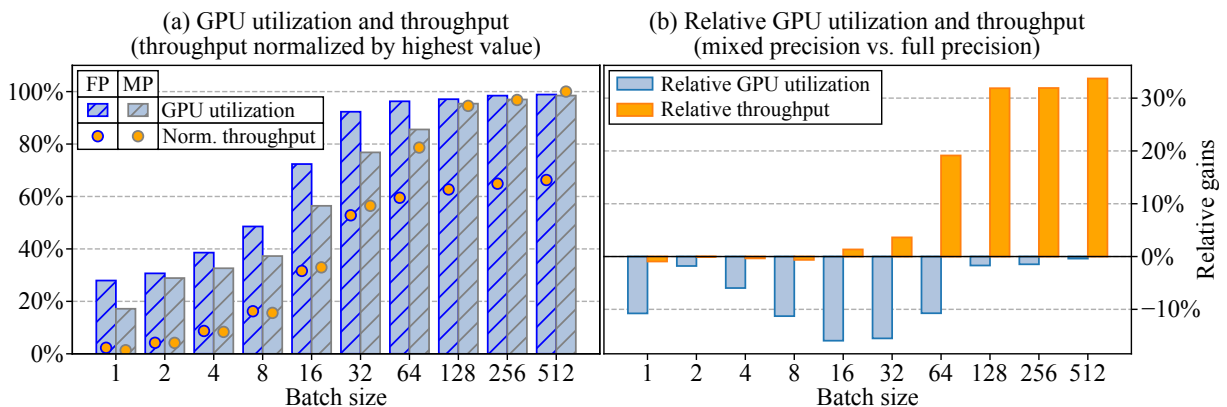 (a) GPU utilization and throughput
(throughput normalized by highest value)
FP MP
GPU utilization
Norm. throughput
100%
80%
60%
40%
20%
0%
1 2 4 8 16 32 64 128 256 512
Batch size
(b) Relative GPU utilization and throughput
(mixed precision vs. full precision)
Relative GPU utilization
Relative throughput
30%
20%
10%
0%
−10%
Relative gains
1 2 4 8 16 32 64 128 256 512
Batch size